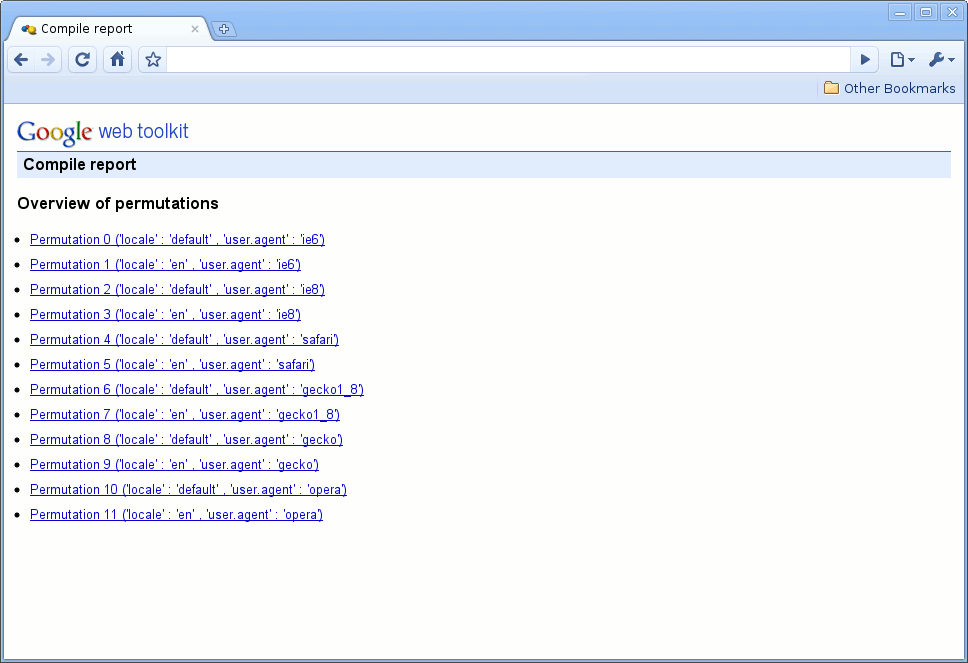 Compile report
Other Bookmarks
Google web toolkit
Compile report
Overview of permutations
Permutation 0 ('locale' : 'default' , 'user.agent' : 'ie6')
Permutation 1 ('locale' : 'en' , 'user.agent' : 'ie6')
Permutation 2 ('locale' : 'default' , 'user.agent' : 'ie8')
Permutation 3 ('locale' : 'en' , 'user.agent' : 'ie8')
Permutation 4 ('locale' : 'default' , 'user.agent' : 'safari')
Permutation 5 ('locale' : 'en' , 'user.agent' : 'safari')
Permutation 6 ('locale' : 'default' , 'user.agent' : 'gecko1_8')
Permutation 7 ('locale' : 'en' , 'user.agent' : 'gecko1_8')
Permutation 8 ('locale' : 'default' , 'user.agent' : 'gecko')
Permutation 9 ('locale' : 'en' , 'user.agent' : 'gecko')
Permutation 10 ('locale' : 'default' , 'user.agent' : 'opera')
Permutation 11 ('locale' : 'en' , 'user.agent' : 'opera')